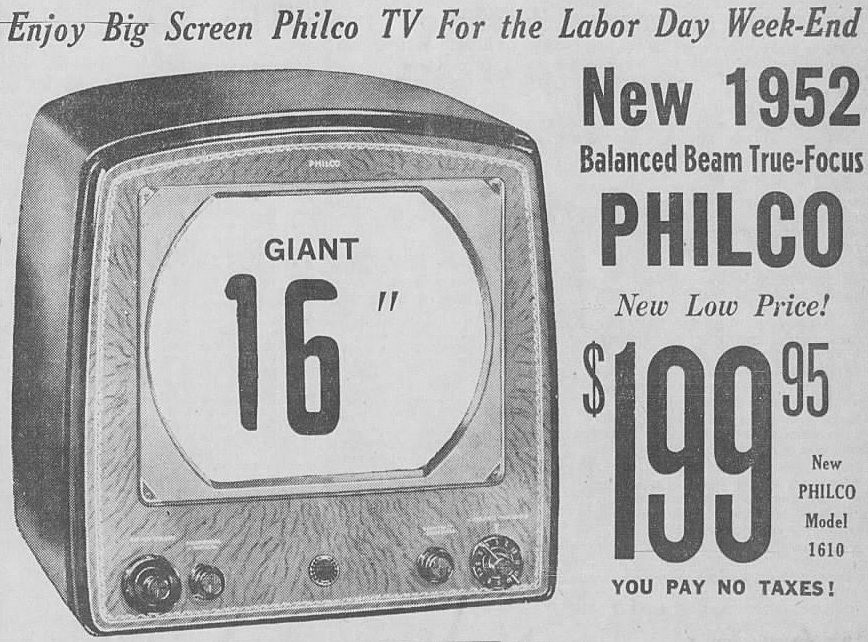 Enjoy Big Screen Philco TV For the Labor Day Week-End
New 1952
Balanced Beam True-Focus
PHILCO
New Low Price!
$199 95
New
PHILCO
Model
1610
YOU PAY NO TAXES!
PHILCO
GIANT
16"